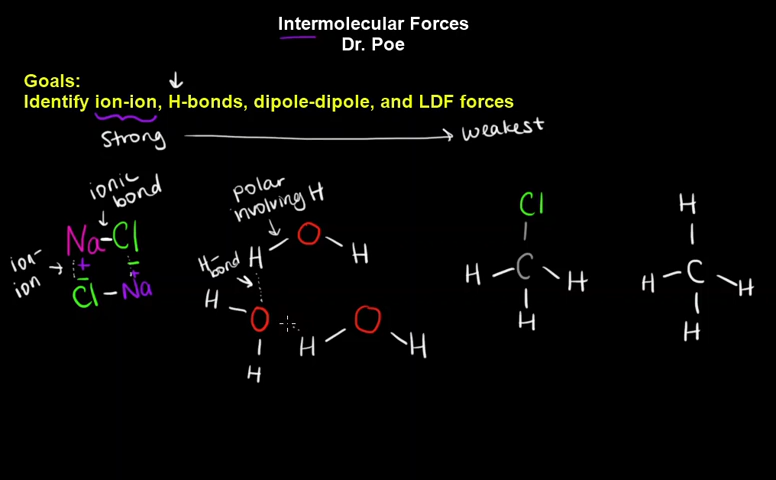 Intermolecular Forces
Dr. Poe
Goals:
Identify ion-ion, H-bonds, dipole-dipole, and LDF forces
Strong
weakest
ionic
bond
Na-Cl
+ −
ion-
ion
− +
Cl-Na
polar
involving H
O
H H
H-
bond
H
O
H
O
H H
Cl
H C H
H
H
H C H
H